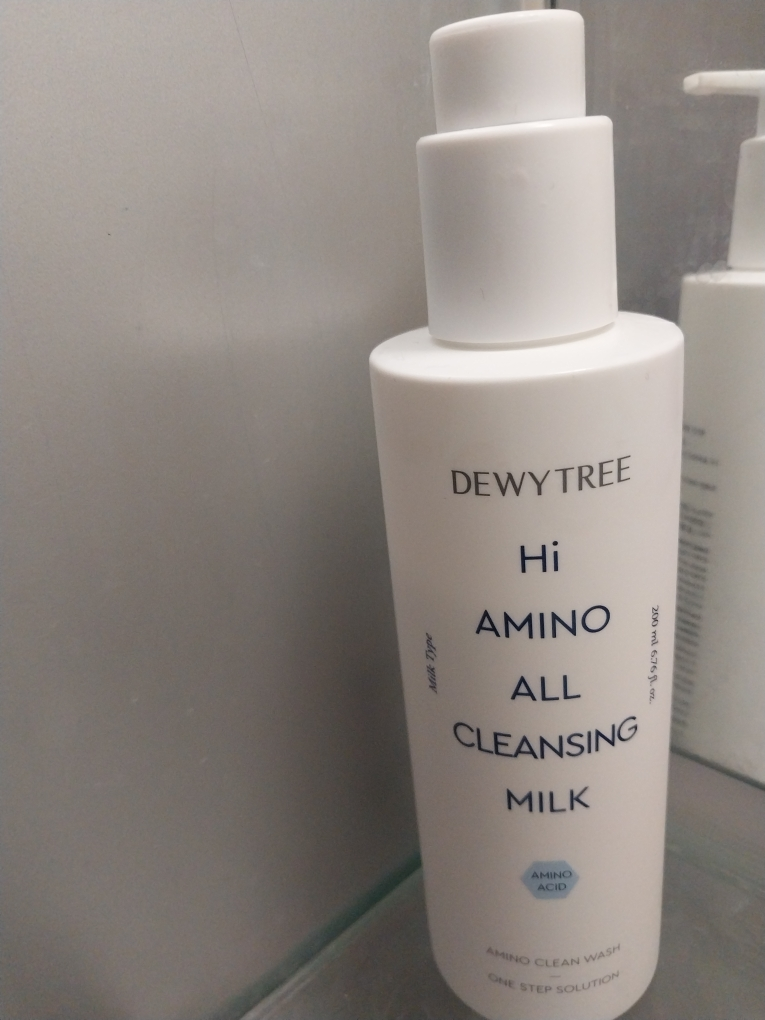 DEWYTREE
Hi
AMINO
ALL
CLEANSING
MILK
Milk Type
200 ml 6.76 fl. oz.
AMINO
ACID
AMINO CLEAN WASH
ONE STEP SOLUTION